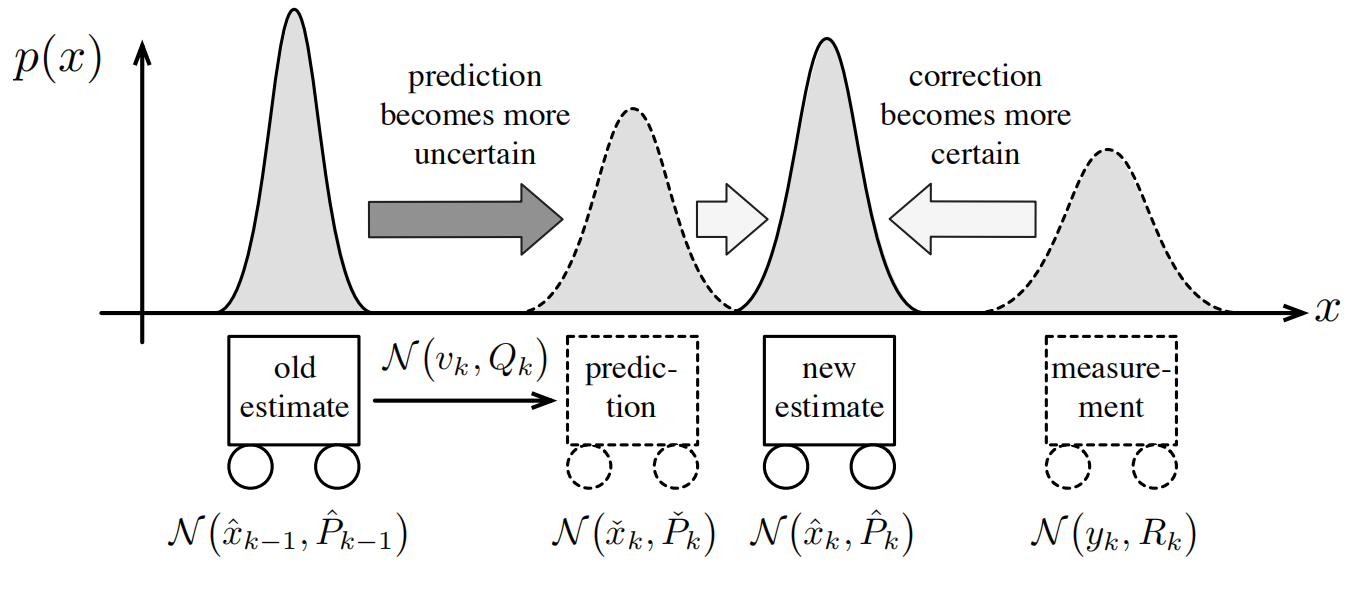 p(x)
prediction
becomes more
uncertain
correction
becomes more
certain
x
old
estimate
𝒩(v_k, Q_k)
predic-
tion
new
estimate
measure-
ment
𝒩(x̂_{k−1}, P̂_{k−1})
𝒩(x̌_k, P̌_k)
𝒩(x̂_k, P̂_k)
𝒩(y_k, R_k)